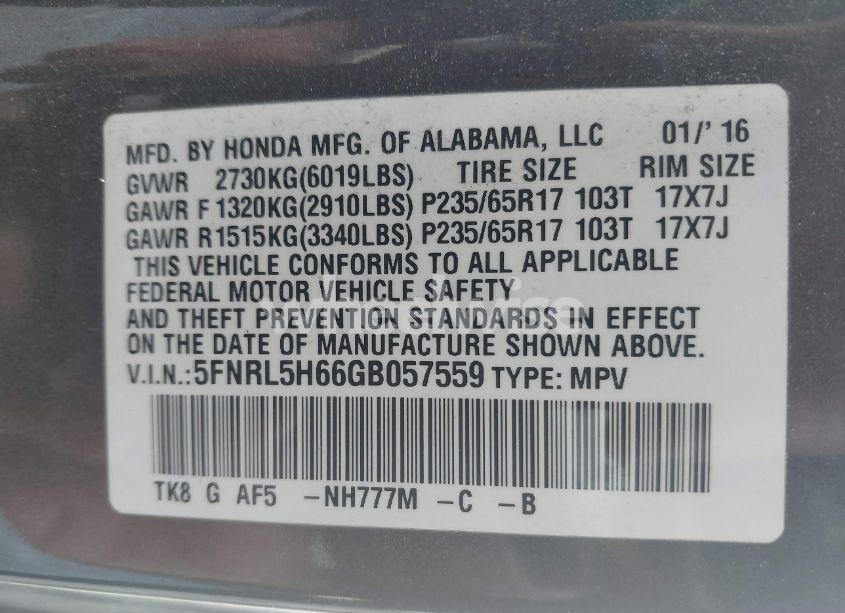 MFD. BY HONDA MFG. OF ALABAMA, LLC 01/' 16
GVWR 2730KG(6019LBS) TIRE SIZE RIM SIZE
GAWR F 1320KG(2910LBS) P235/65R17 103T 17X7J
GAWR R1515KG(3340LBS) P235/65R17 103T 17X7J
THIS VEHICLE CONFORMS TO ALL APPLICABLE
FEDERAL MOTOR VEHICLE SAFETY
AND THEFT PREVENTION STANDARDS IN EFFECT
ON THE DATE OF MANUFACTURE SHOWN ABOVE.
V.I.N.:5FNRL5H66GB057559 TYPE: MPV
TK8 G AF5 -NH777M -C -B